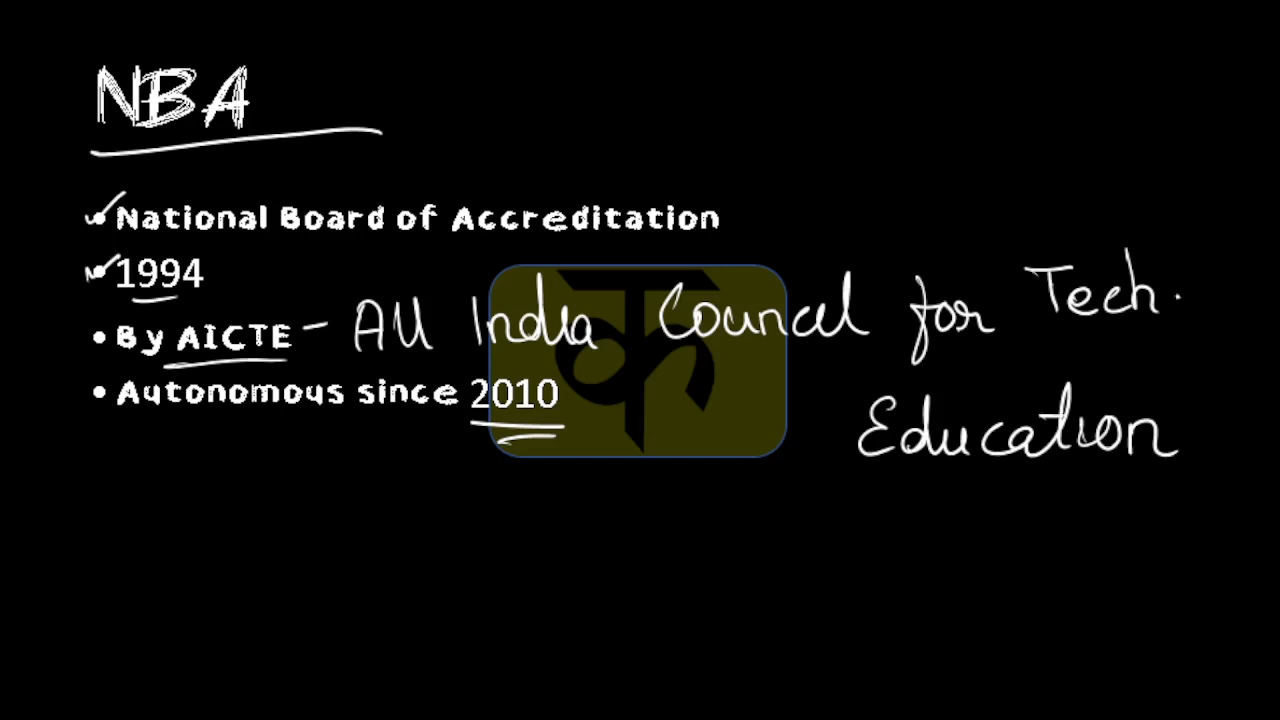 NBA
• National Board of Accreditation
• 1994
• By AICTE – All India Council for Tech.
Education
• Autonomous since 2010
क